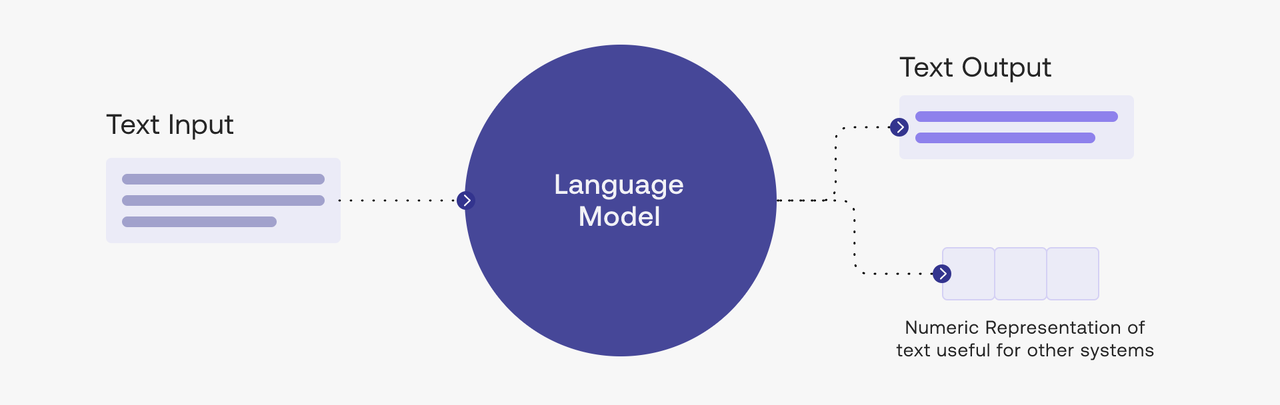 Text Input
Language
Model
Text Output
Numeric Representation of
text useful for other systems